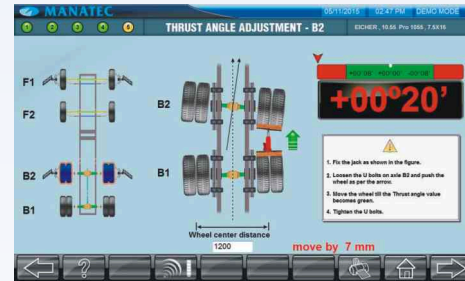 MANATEC
05/11/2015 02:47 PM DEMO MODE
1 2 3 4 5
THRUST ANGLE ADJUSTMENT - B2
EICHER , 10.55 Pro 1055 , 7.5X16
F1
F2
B2
B1
B2
B1
+00º20'
1. Fix the jack as shown in the figure.
2. Loosen the U bolts on axle B2 and push the
wheel as per the arrow.
3. Move the wheel till the Thrust angle value
becomes green.
4. Tighten the U bolts.
Wheel center distance
1200
move by 7 mm
?